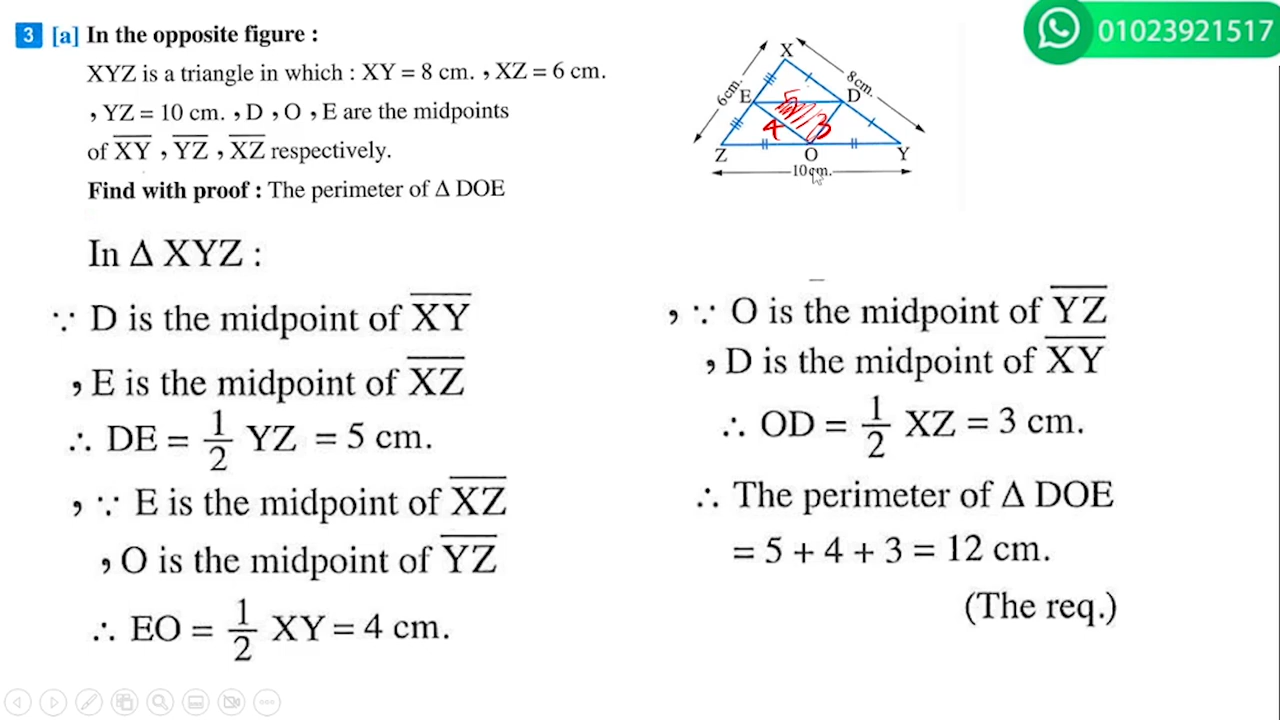 01023921517
3 [a] In the opposite figure :
XYZ is a triangle in which : XY = 8 cm. , XZ = 6 cm.
, YZ = 10 cm. , D , O , E are the midpoints
of XY , YZ , XZ respectively.
Find with proof : The perimeter of Δ DOE
X
6cm.
8cm.
E
D
5
4
3
Z
O
Y
10cm.
In Δ XYZ :
∵ D is the midpoint of XY
, E is the midpoint of XZ
∴ DE = 1/2 YZ = 5 cm.
, ∵ E is the midpoint of XZ
, O is the midpoint of YZ
∴ EO = 1/2 XY = 4 cm.
, ∵ O is the midpoint of YZ
, D is the midpoint of XY
∴ OD = 1/2 XZ = 3 cm.
∴ The perimeter of Δ DOE
= 5 + 4 + 3 = 12 cm.
(The req.)